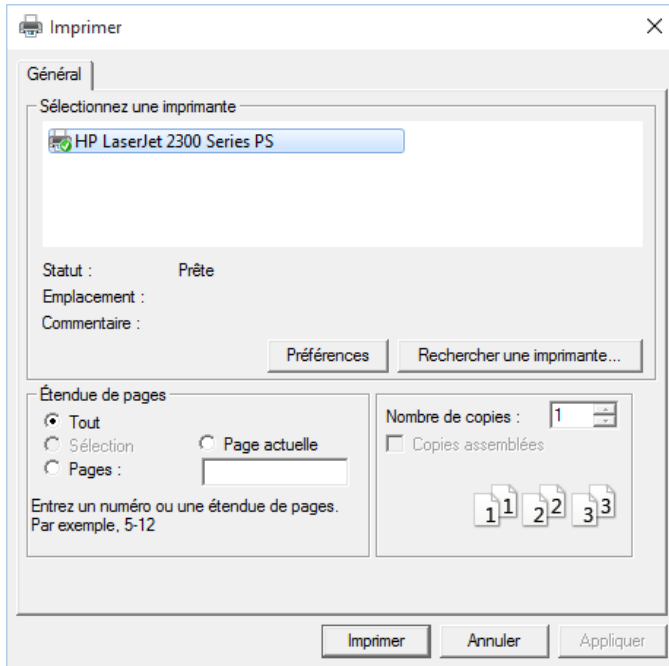 Imprimer
Général
Sélectionnez une imprimante
HP LaserJet 2300 Series PS
Statut : Prête
Emplacement :
Commentaire :
Préférences Rechercher une imprimante...
Étendue de pages
Tout
Sélection Page actuelle
Pages :
Entrez un numéro ou une étendue de pages.
Par exemple, 5-12
Nombre de copies : 1
Copies assemblées
1 1 2 2 3 3
Imprimer Annuler Appliquer